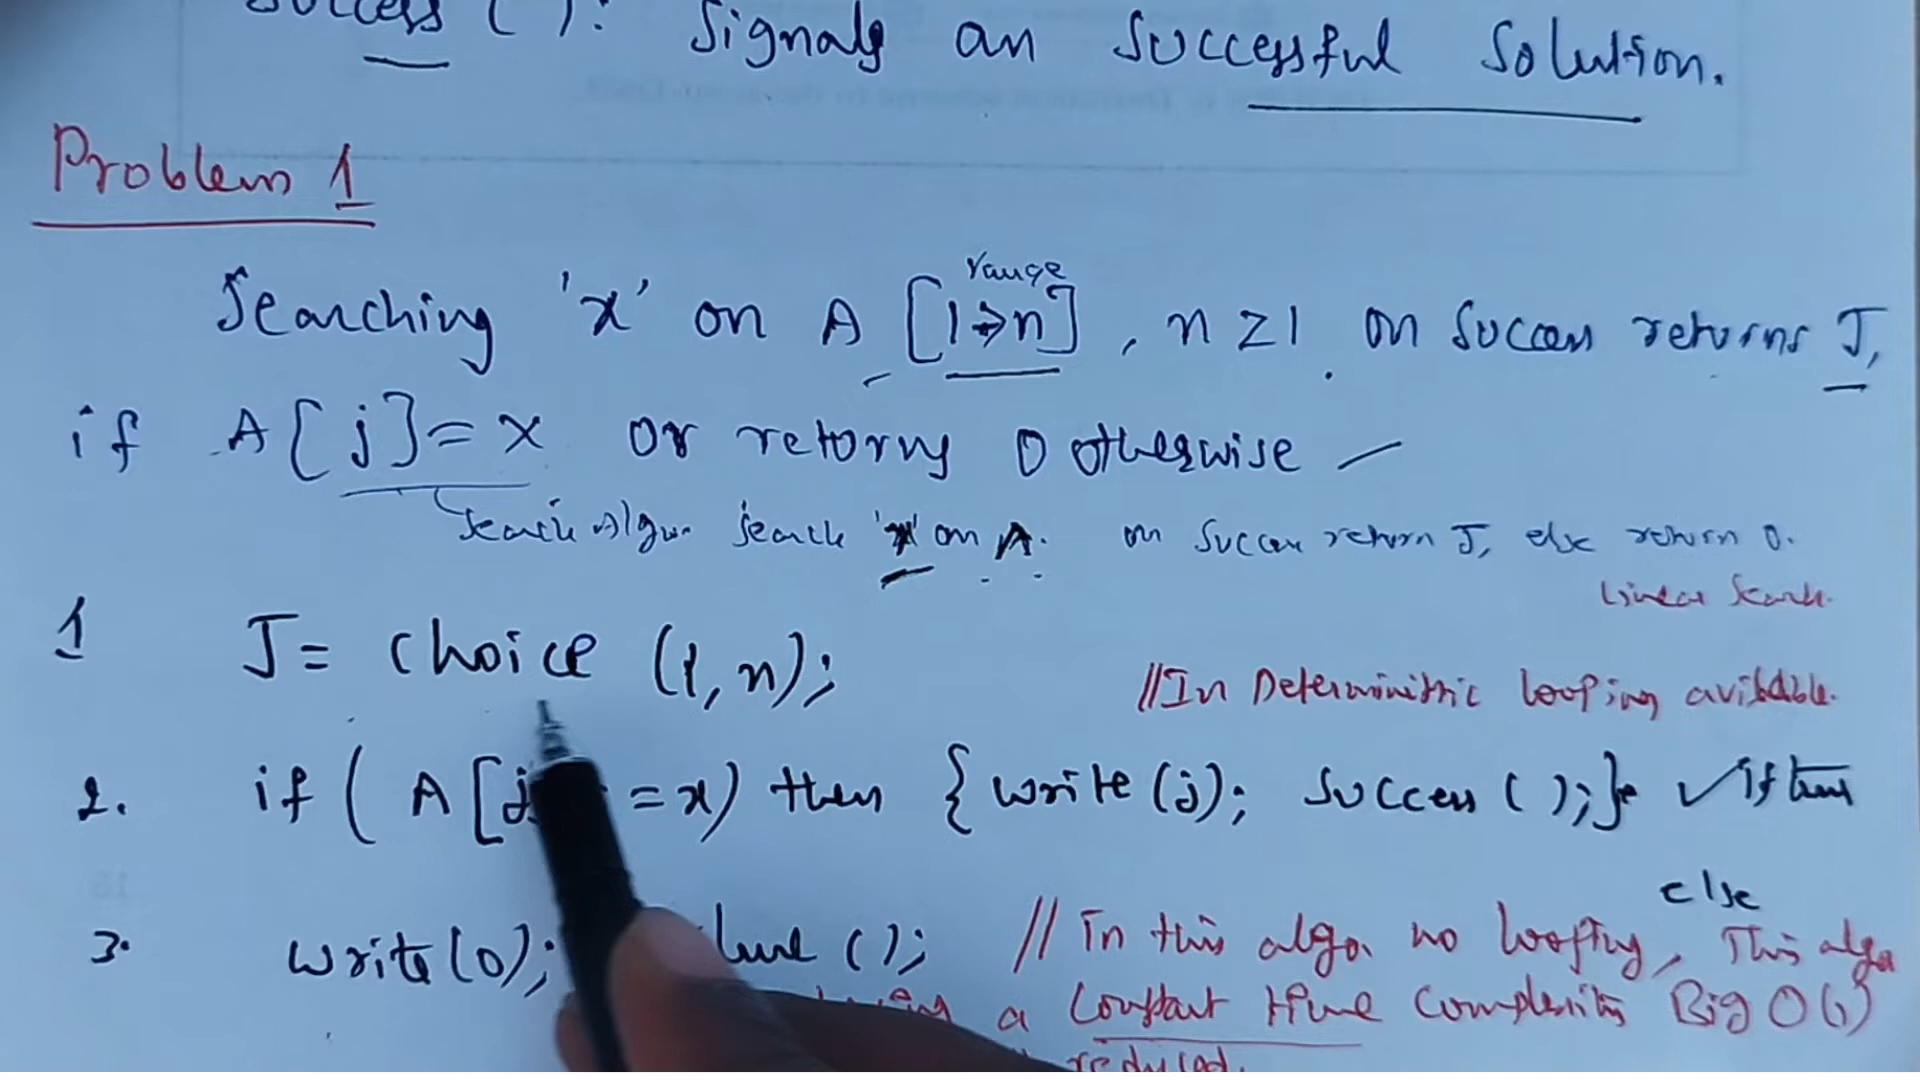 Success ( ): Signals an Successful Solution.
Problem 1
range
Searching 'x' on A [1→n], n ≥ 1 on Success returns J,
if A[j]=x or returns 0 otherwise
Search Algo. Search 'x' on A. on Success return J, else return 0.
Linear Search.
1 J= choice (1, n);
//In Deterministic looping avilable.
2. if ( A[j] =x) then {write (j); Success ( );} ✓ if true
else
3. write(0); ( ); // In this algo. no looping, This algo
a constant time complexity Big O(1)
reduced.